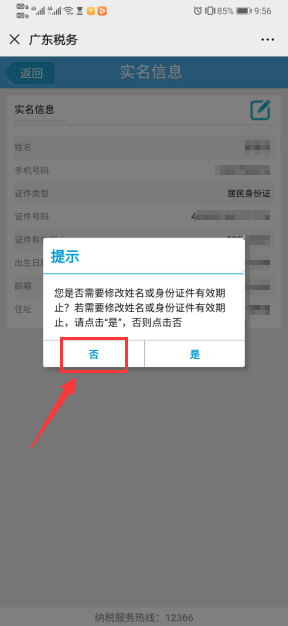 85% 9:56
广东税务
返回 实名信息
实名信息
姓名
手机号码
证件类型 居民身份证
证件号码
证件有
出生日
提示
邮箱
住址
您是否需要修改姓名或身份证件有效期
止？若需要修改姓名或身份证件有效期
止，请点击“是”，否则点击否
否 是
纳税服务热线：12366